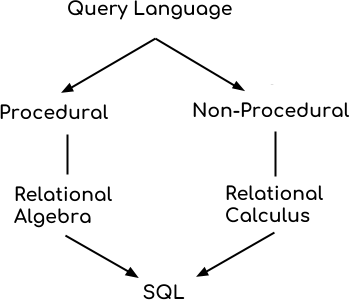 Query Language
Procedural
Non-Procedural
Relational
Algebra
Relational
Calculus
SQL